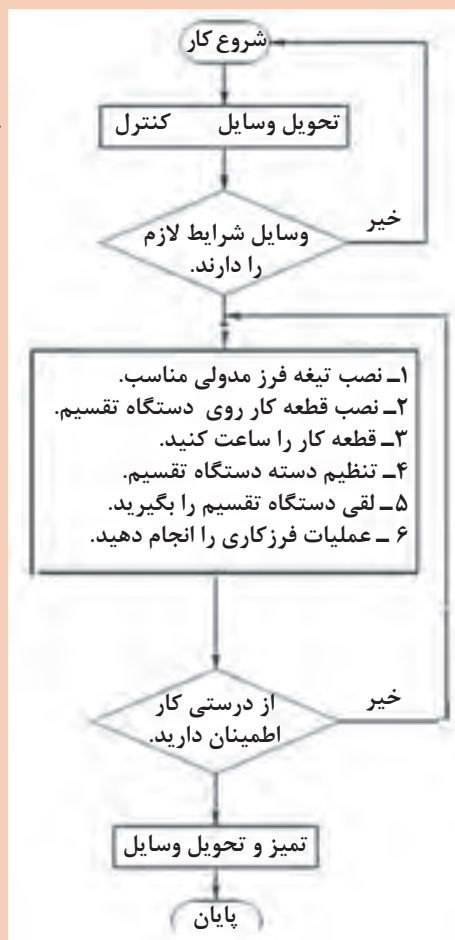 شروع کار
تحویل وسایل کنترل
وسایل شرایط لازم
را دارند.
خیر
۱ـ نصب تیغه فرز مدولی مناسب.
۲ـ نصب قطعه کار روی دستگاه تقسیم.
۳ـ قطعه کار را ساعت کنید.
۴ـ تنظیم دسته دستگاه تقسیم.
۵ـ لقی دستگاه تقسیم را بگیرید.
۶ ـ عملیات فرزکاری را انجام دهید.
از درستی کار
اطمینان دارید.
خیر
تمیز و تحویل وسایل
پایان